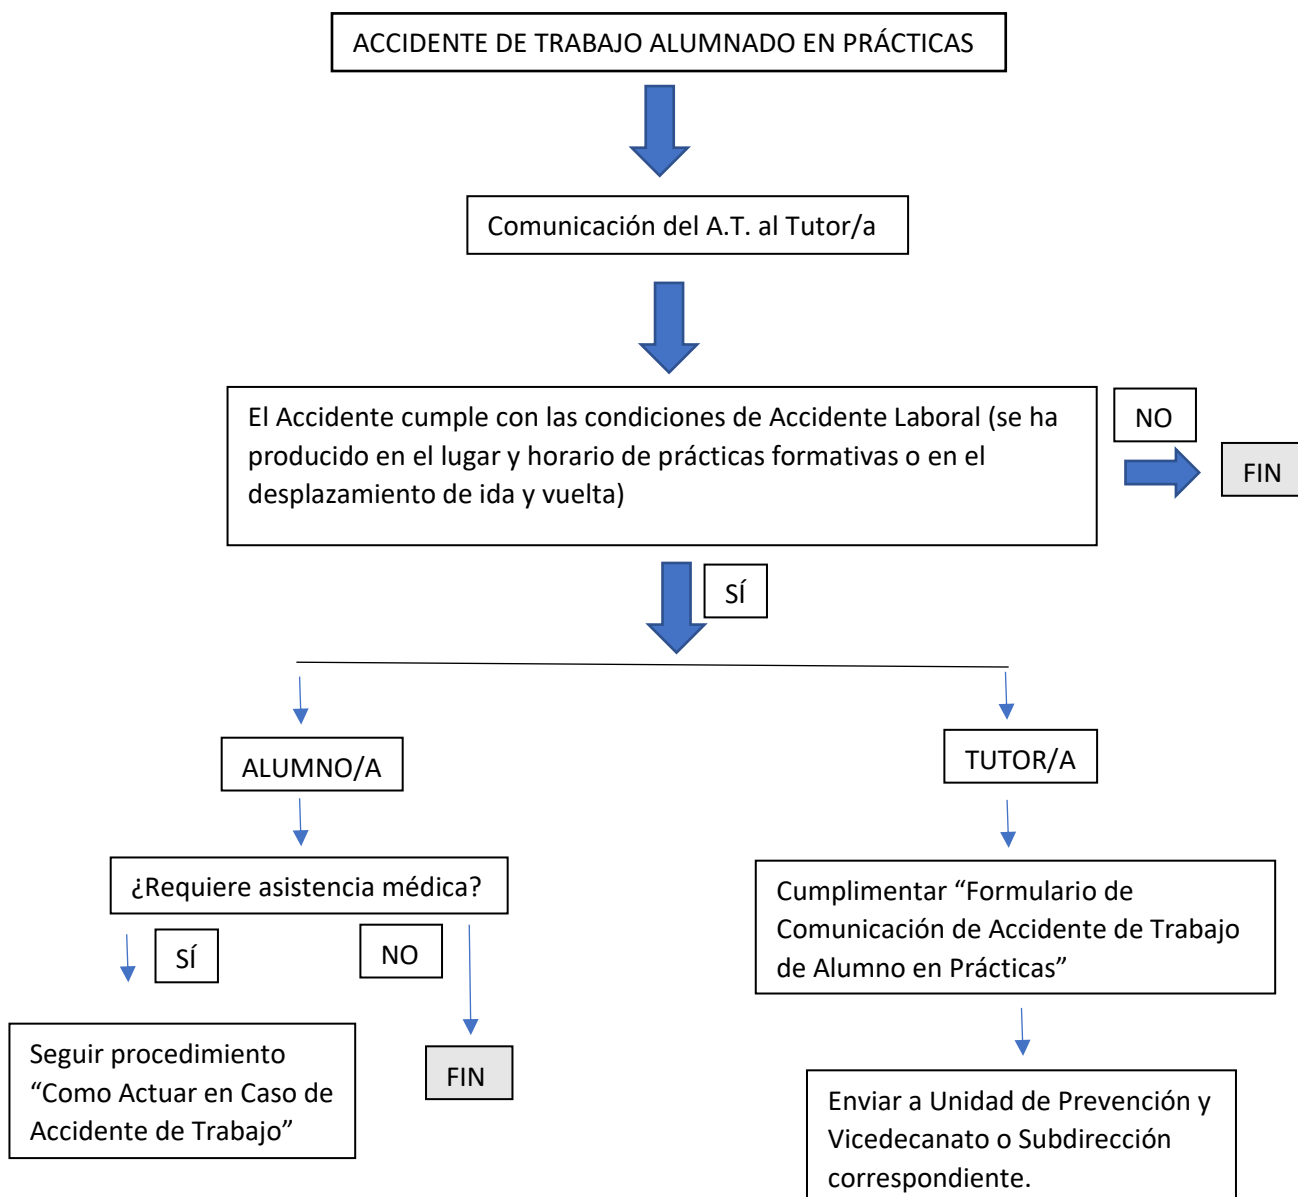 ACCIDENTE DE TRABAJO ALUMNADO EN PRÁCTICAS
Comunicación del A.T. al Tutor/a
El Accidente cumple con las condiciones de Accidente Laboral (se ha
producido en el lugar y horario de prácticas formativas o en el
desplazamiento de ida y vuelta)
NO
FIN
SÍ
ALUMNO/A
¿Requiere asistencia médica?
SÍ
NO
Seguir procedimiento
“Como Actuar en Caso de
Accidente de Trabajo”
FIN
TUTOR/A
Cumplimentar “Formulario de
Comunicación de Accidente de Trabajo
de Alumno en Prácticas”
Enviar a Unidad de Prevención y
Vicedecanato o Subdirección
correspondiente.